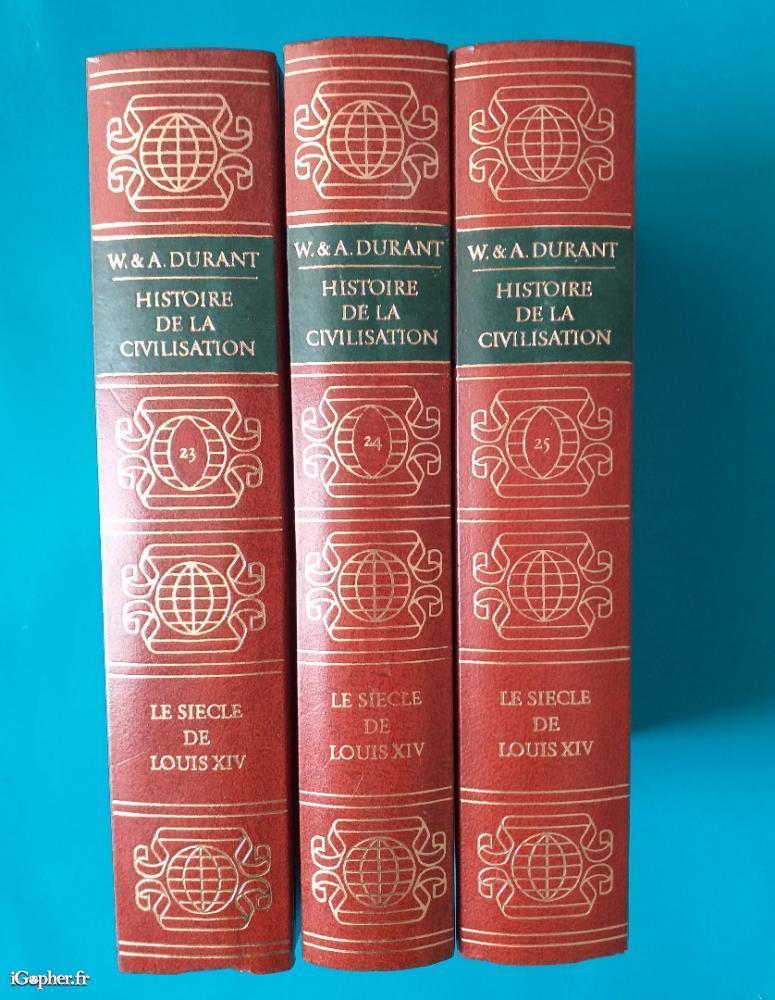 W. & A. DURANT
HISTOIRE
DE LA
CIVILISATION
23
LE SIECLE
DE
LOUIS XIV
W. & A. DURANT
HISTOIRE
DE LA
CIVILISATION
24
LE SIECLE
DE
LOUIS XIV
W. & A. DURANT
HISTOIRE
DE LA
CIVILISATION
25
LE SIECLE
DE
LOUIS XIV
iGopher.fr